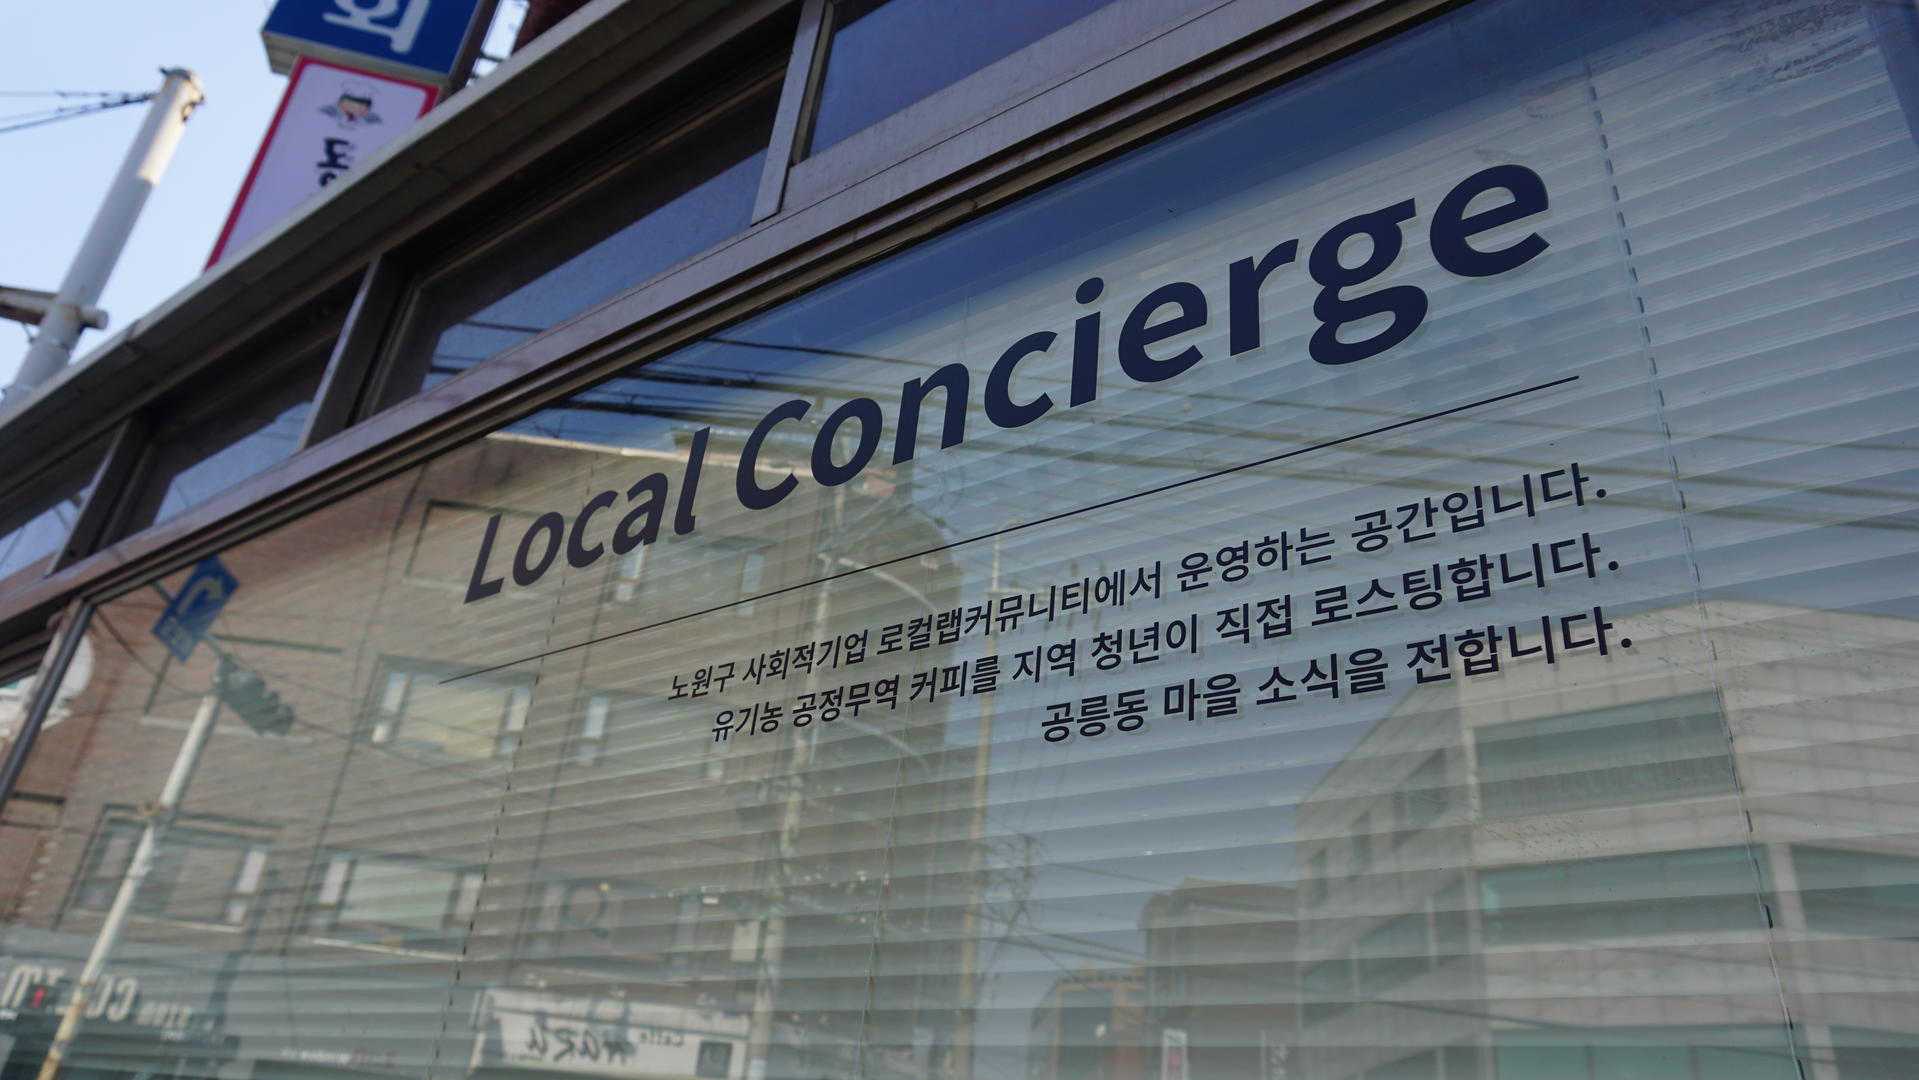 회
동
Local Concierge
노원구 사회적기업 로컬랩커뮤니티에서 운영하는 공간입니다.
유기농 공정무역 커피를 지역 청년이 직접 로스팅합니다.
공릉동 마을 소식을 전합니다.